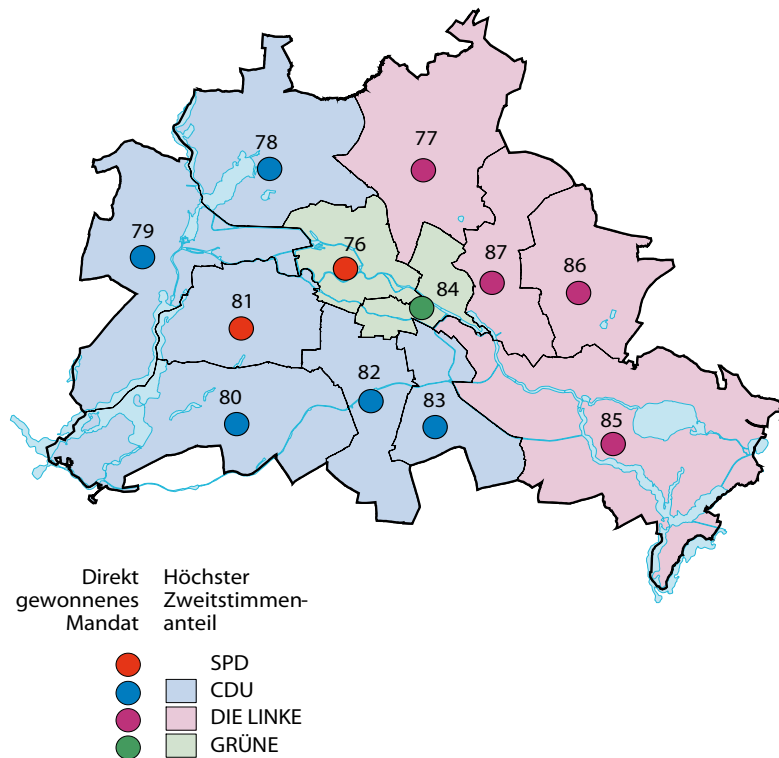 78
77
79
76
87
86
84
81
82
80
83
85
Direkt gewonnenes Mandat
Höchster Zweitstimmen-anteil
SPD
CDU
DIE LINKE
GRÜNE